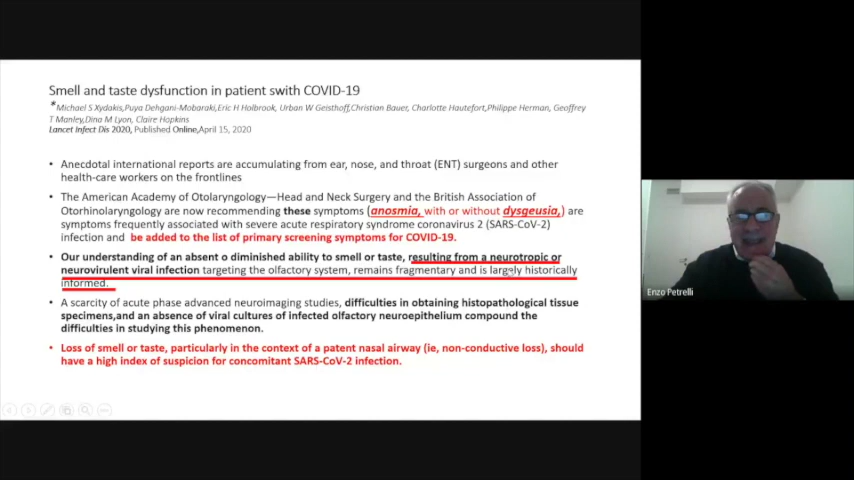 Smell and taste dysfunction in patient swith COVID-19
*Michael S Xydakis,Puya Dehgani-Mobaraki,Eric H Holbrook, Urban W Geisthoff,Christian Bauer, Charlotte Hautefort,Philippe Herman, Geoffrey
T Manley,Dina M Lyon, Claire Hopkins
Lancet Infect Dis 2020, Published Online,April 15, 2020
• Anecdotal international reports are accumulating from ear, nose, and throat (ENT) surgeons and other
health-care workers on the frontlines
• The American Academy of Otolaryngology—Head and Neck Surgery and the British Association of
Otorhinolaryngology are now recommending these symptoms (anosmia, with or without dysgeusia,) are
symptoms frequently associated with severe acute respiratory syndrome coronavirus 2 (SARS-CoV-2)
infection and be added to the list of primary screening symptoms for COVID-19.
• Our understanding of an absent o diminished ability to smell or taste, resulting from a neurotropic or
neurovirulent viral infection targeting the olfactory system, remains fragmentary and is largely historically
informed.
• A scarcity of acute phase advanced neuroimaging studies, difficulties in obtaining histopathological tissue
specimens,and an absence of viral cultures of infected olfactory neuroepithelium compound the
difficulties in studying this phenomenon.
• Loss of smell or taste, particularly in the context of a patent nasal airway (ie, non-conductive loss), should
have a high index of suspicion for concomitant SARS-CoV-2 infection.
Enzo Petrelli